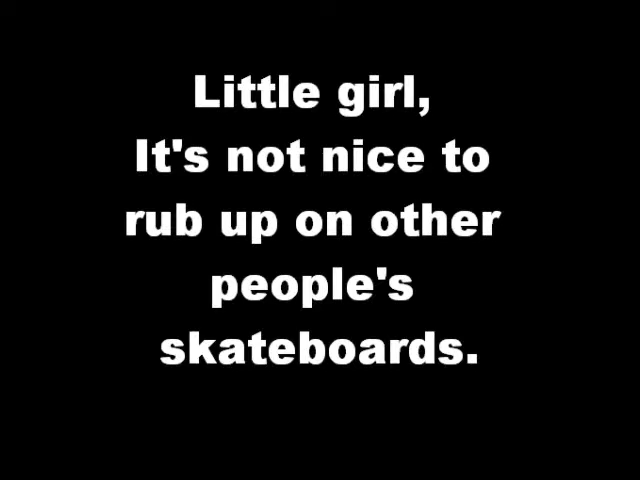 Little girl,
It's not nice to
rub up on other
people's
skateboards.